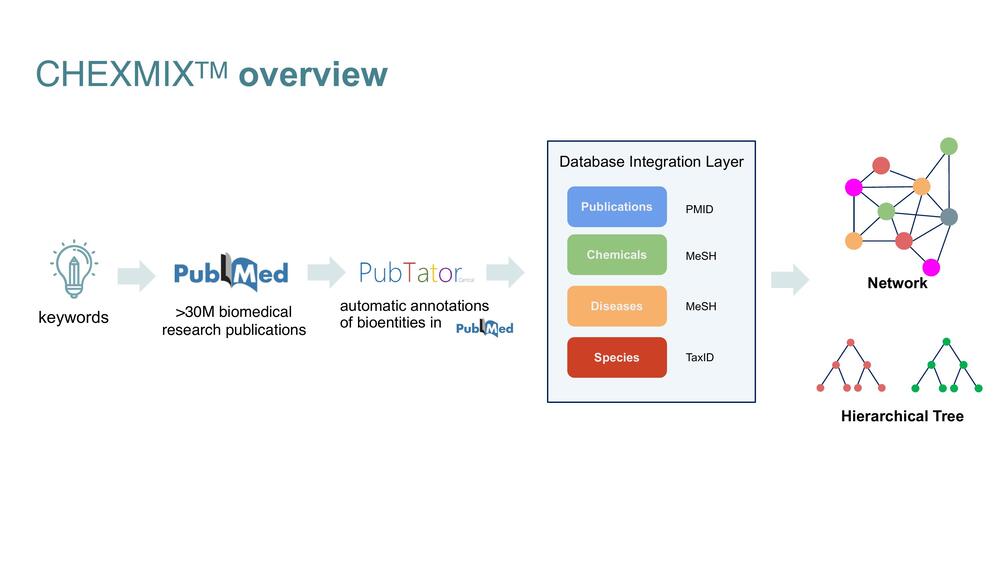 CHEXMIX™ overview
keywords
PubMed
>30M biomedical
research publications
PubTator
automatic annotations
of bioentities in PubMed
Database Integration Layer
Publications PMID
Chemicals MeSH
Diseases MeSH
Species TaxID
Network
Hierarchical Tree